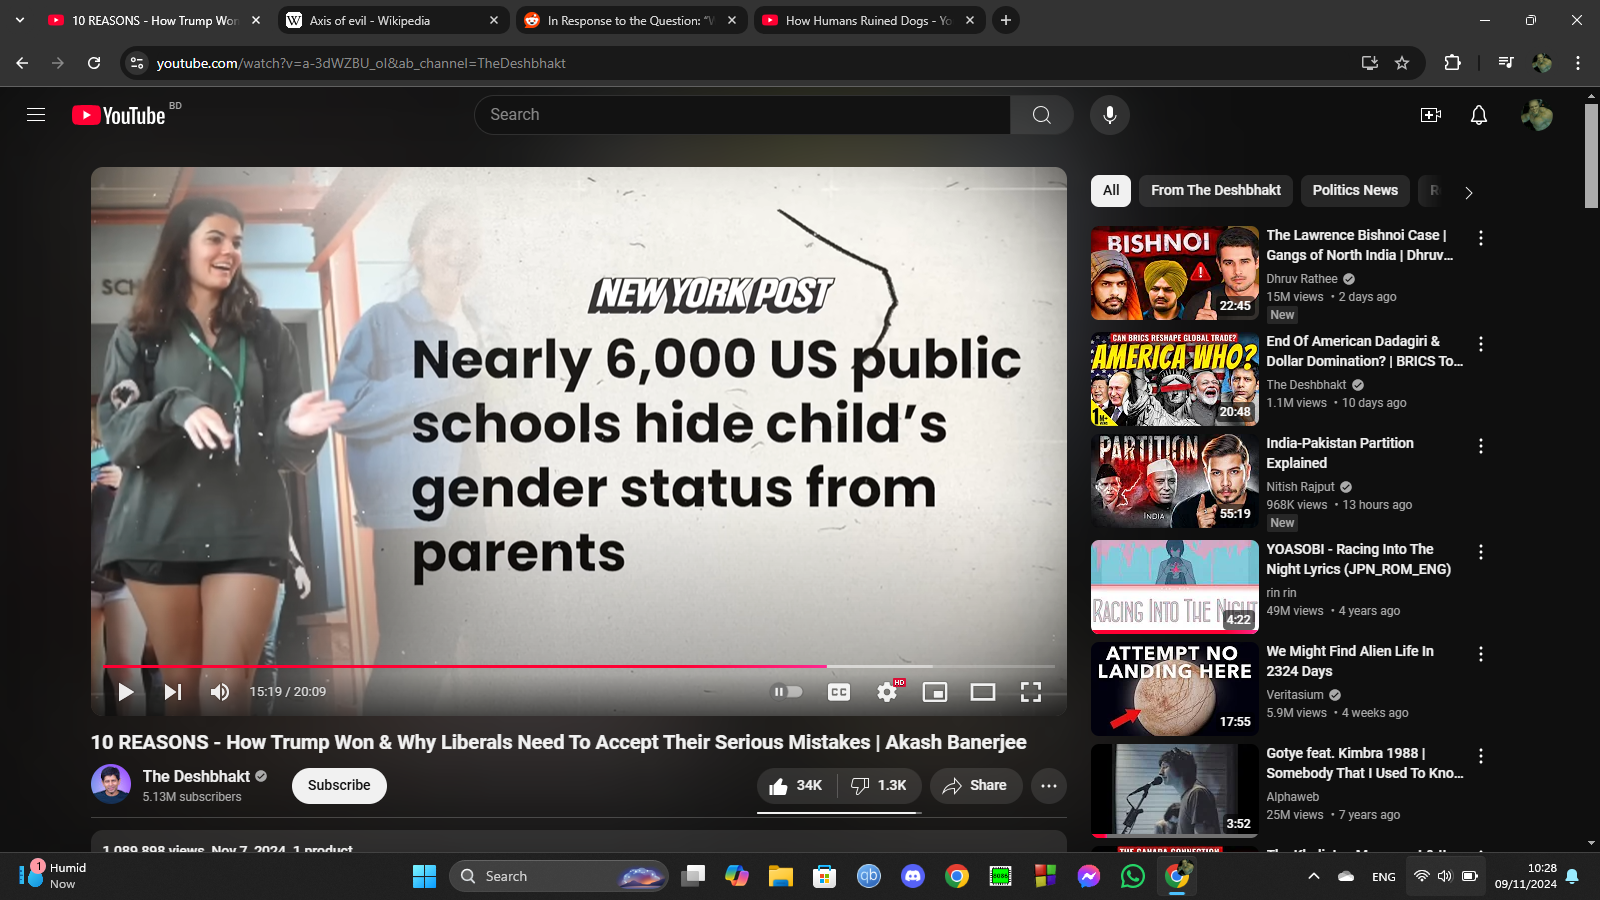 10 REASONS - How Trump Won
Axis of evil - Wikipedia
In Response to the Question: "W
How Humans Ruined Dogs - Yo
youtube.com/watch?v=a-3dWZBU_oI&ab_channel=TheDeshbhakt
YouTube BD
Search
SCH
NEW YORK POST
Nearly 6,000 US public
schools hide child's
gender status from
parents
15:19 / 20:09
CC
HD
10 REASONS - How Trump Won & Why Liberals Need To Accept Their Serious Mistakes | Akash Banerjee
The Deshbhakt
5.13M subscribers
Subscribe
34K
1.3K
Share
1,089,898 views Nov 7, 2024 1 product
All
From The Deshbhakt
Politics News
BISHNOI
22:45
The Lawrence Bishnoi Case |
Gangs of North India | Dhruv...
Dhruv Rathee
15M views • 2 days ago
New
CAN BRICS RESHAPE GLOBAL TRADE?
AMERICA WHO?
20:48
End Of American Dadagiri &
Dollar Domination? | BRICS To...
The Deshbhakt
1.1M views • 10 days ago
PARTITION
INDIA
55:19
India-Pakistan Partition
Explained
Nitish Rajput
968K views • 13 hours ago
New
RACING INTO THE NIGHT
4:22
YOASOBI - Racing Into The
Night Lyrics (JPN_ROM_ENG)
rin rin
49M views • 4 years ago
ATTEMPT NO
LANDING HERE
17:55
We Might Find Alien Life In
2324 Days
Veritasium
5.9M views • 4 weeks ago
3:52
Gotye feat. Kimbra 1988 |
Somebody That I Used To Kno...
Alphaweb
25M views • 7 years ago
1
Humid
Now
Search
qb
ENG
10:28
09/11/2024